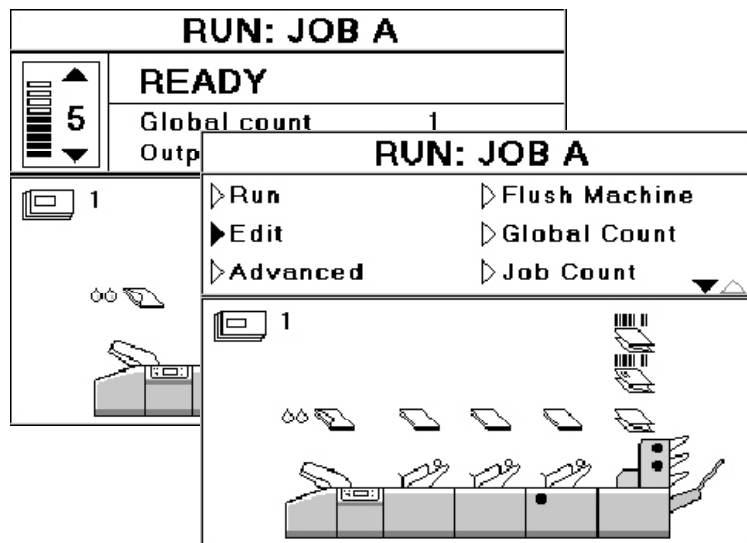 RUN: JOB A
READY
5
Global count 1
Outp
1
RUN: JOB A
Run
Flush Machine
Edit
Global Count
Advanced
Job Count
1